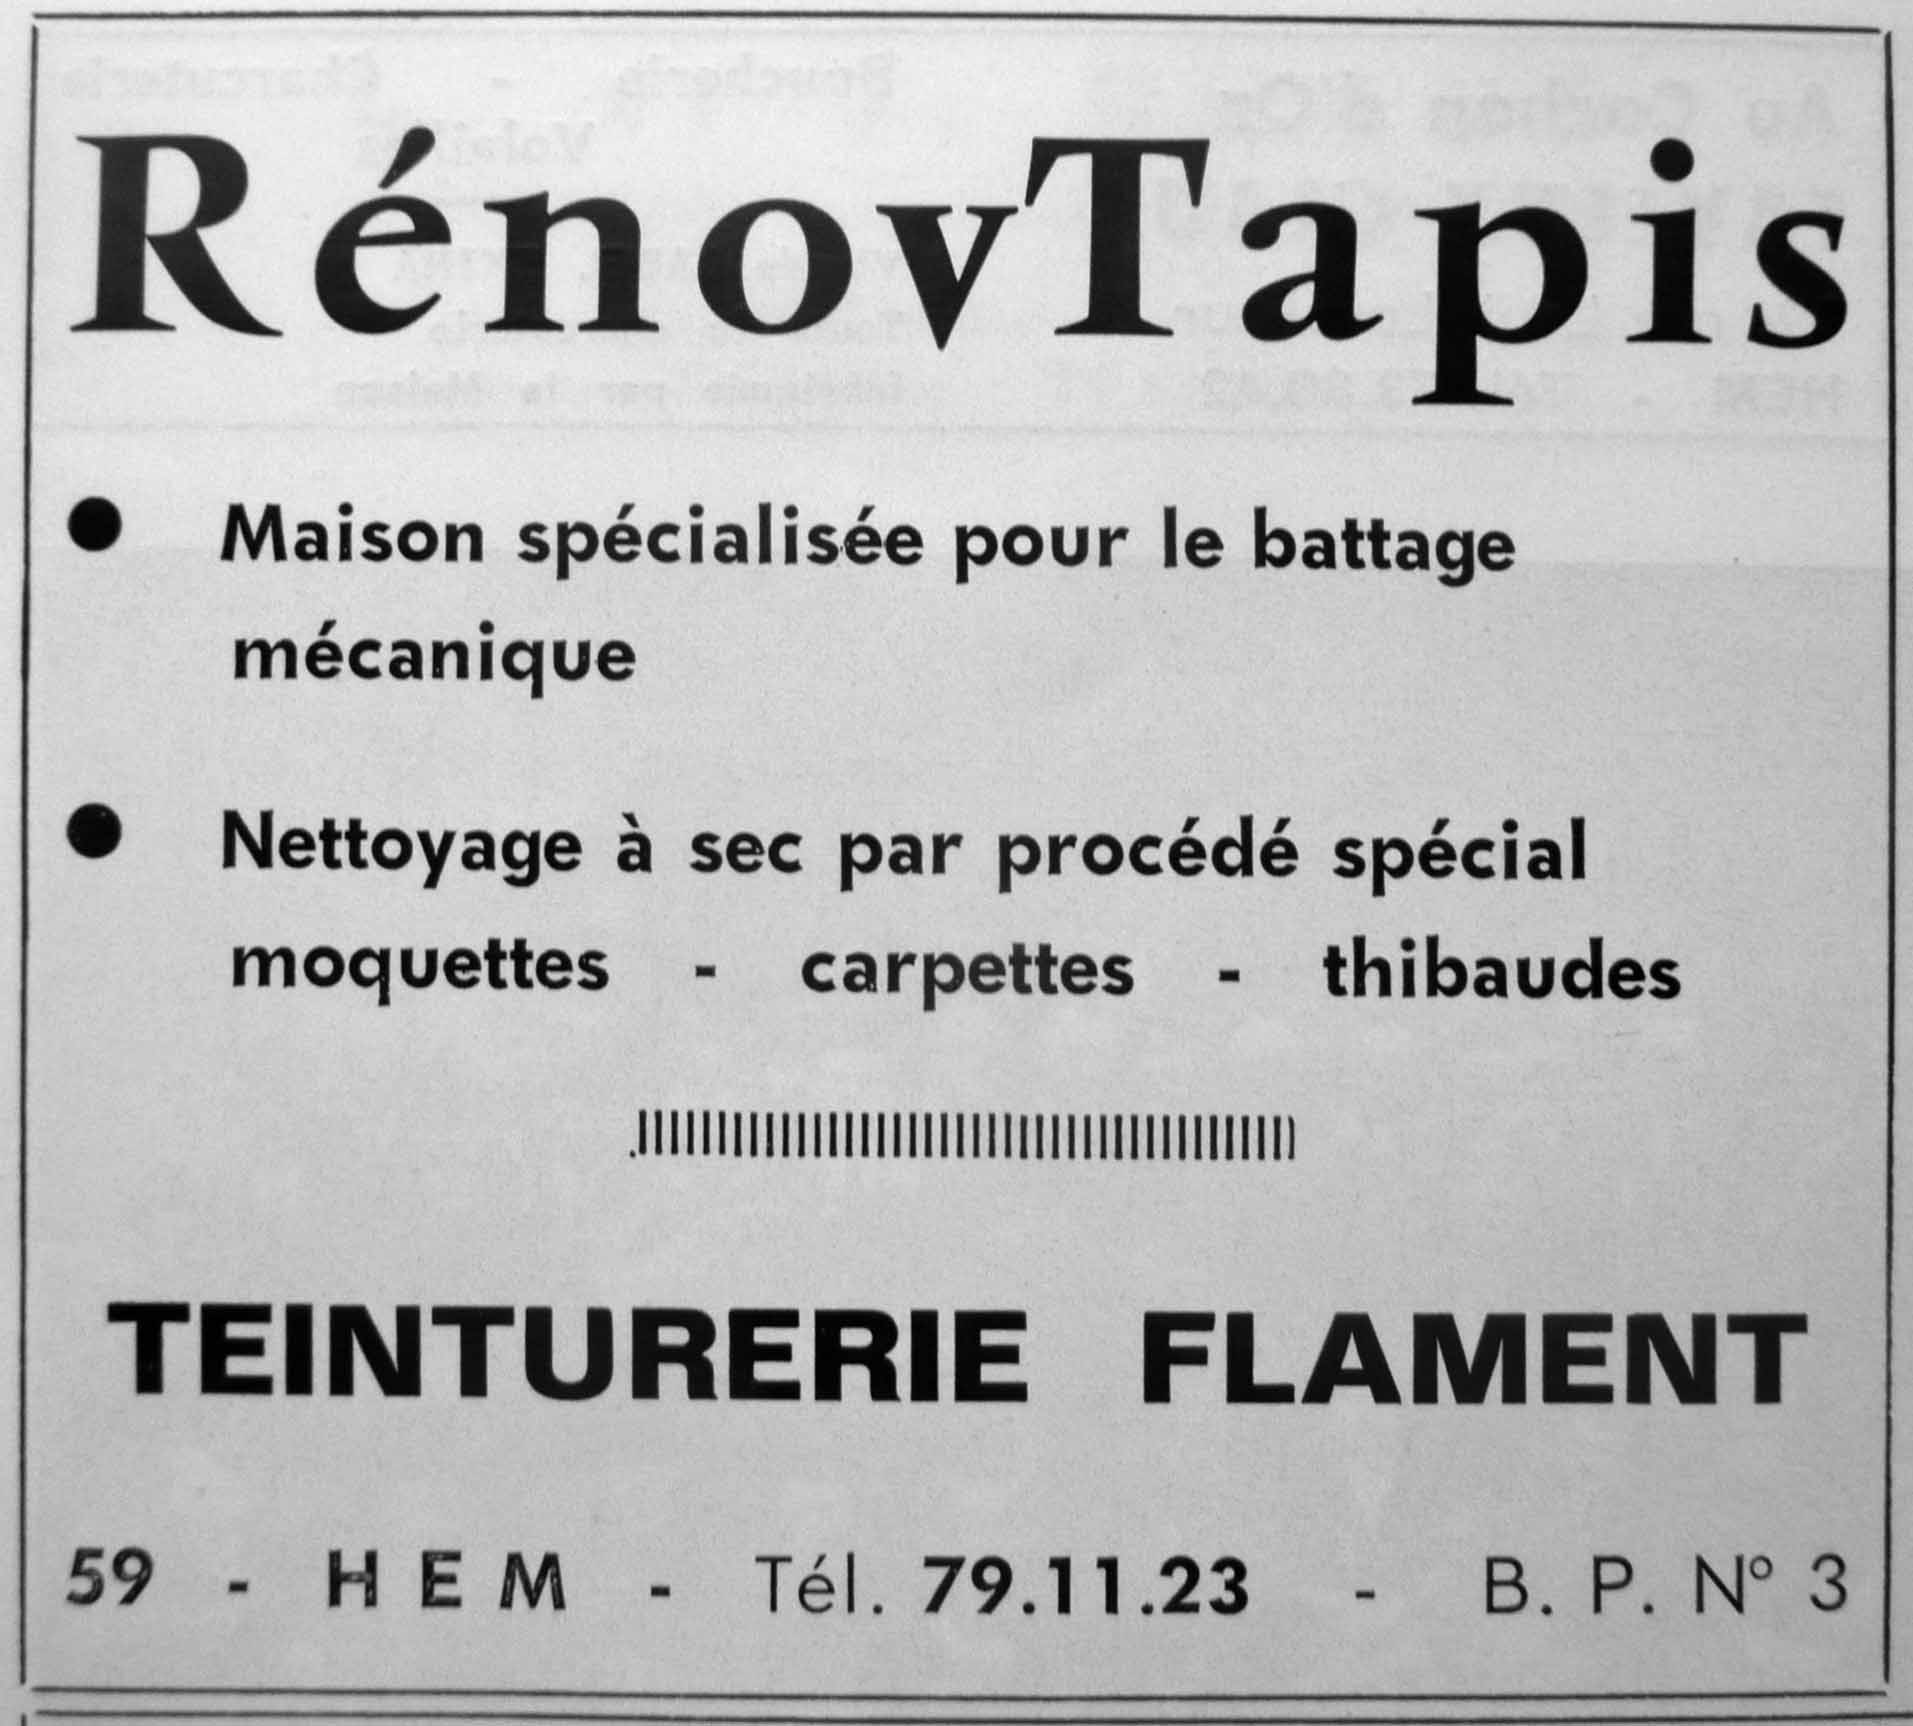 RénovTapis
● Maison spécialisée pour le battage
mécanique
● Nettoyage à sec par procédé spécial
moquettes - carpettes - thibaudes
TEINTURERIE FLAMENT
59 - HEM - Tél. 79.11.23 - B. P. N° 3